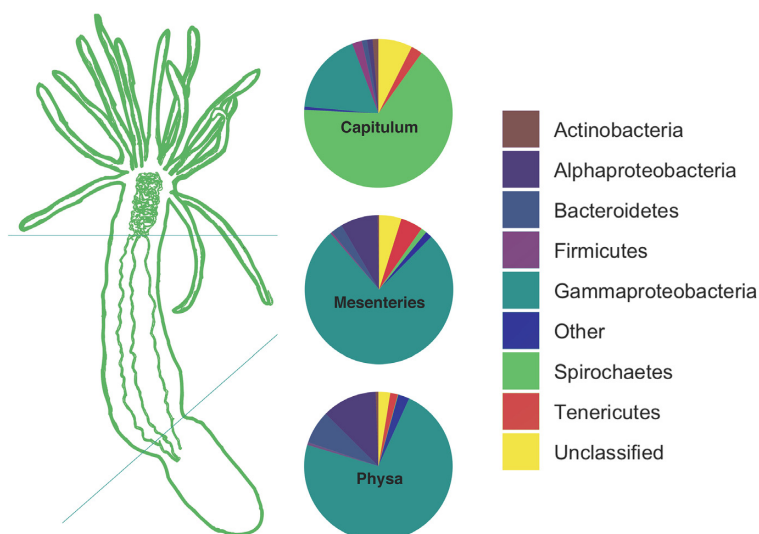 Capitulum
Mesenteries
Physa
Actinobacteria
Alphaproteobacteria
Bacteroidetes
Firmicutes
Gammaproteobacteria
Other
Spirochaetes
Tenericutes
Unclassified